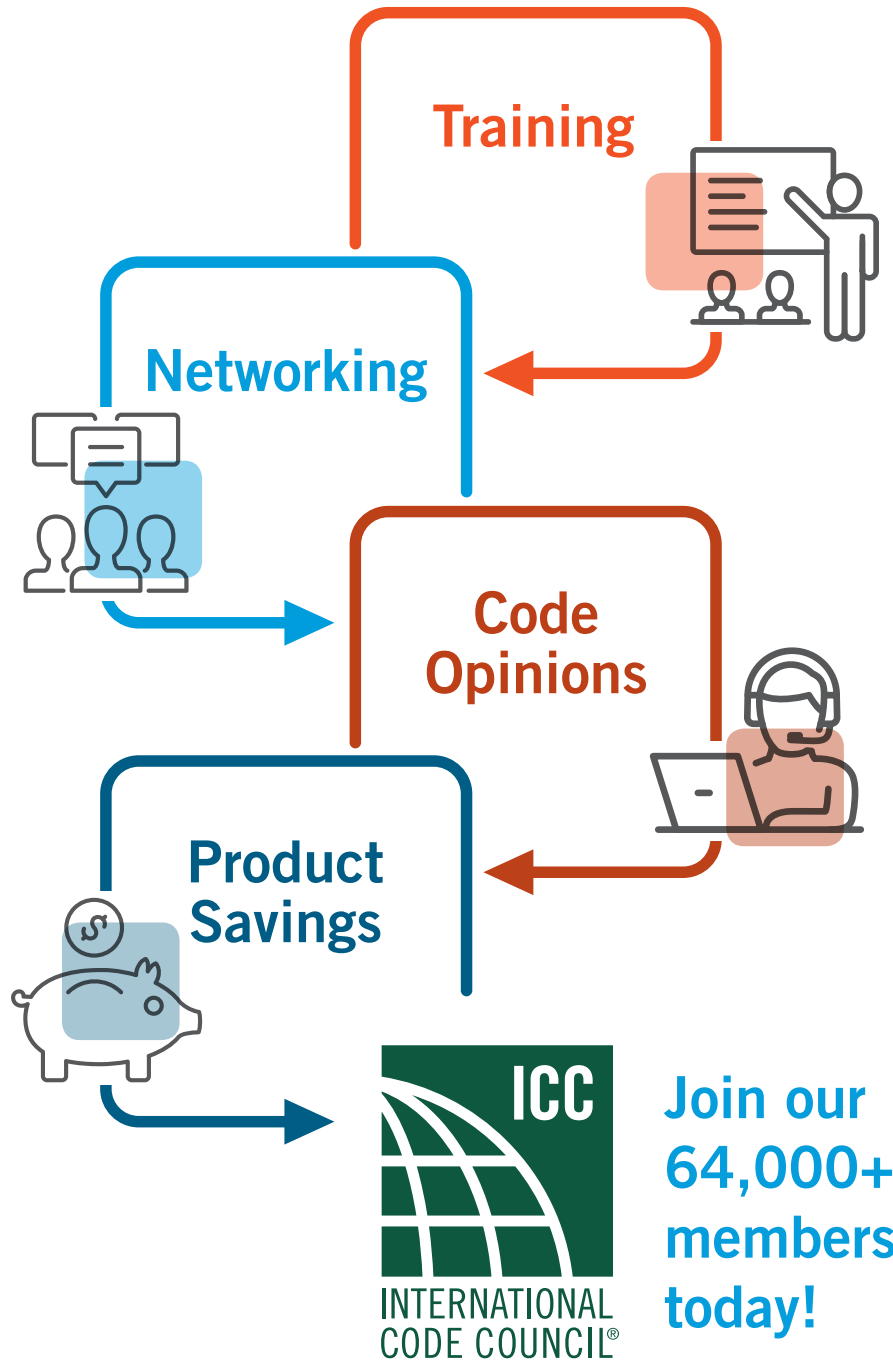 Training
Networking
Code
Opinions
Product
Savings
$
ICC
INTERNATIONAL
CODE COUNCIL®
Join our
64,000+
members
today!